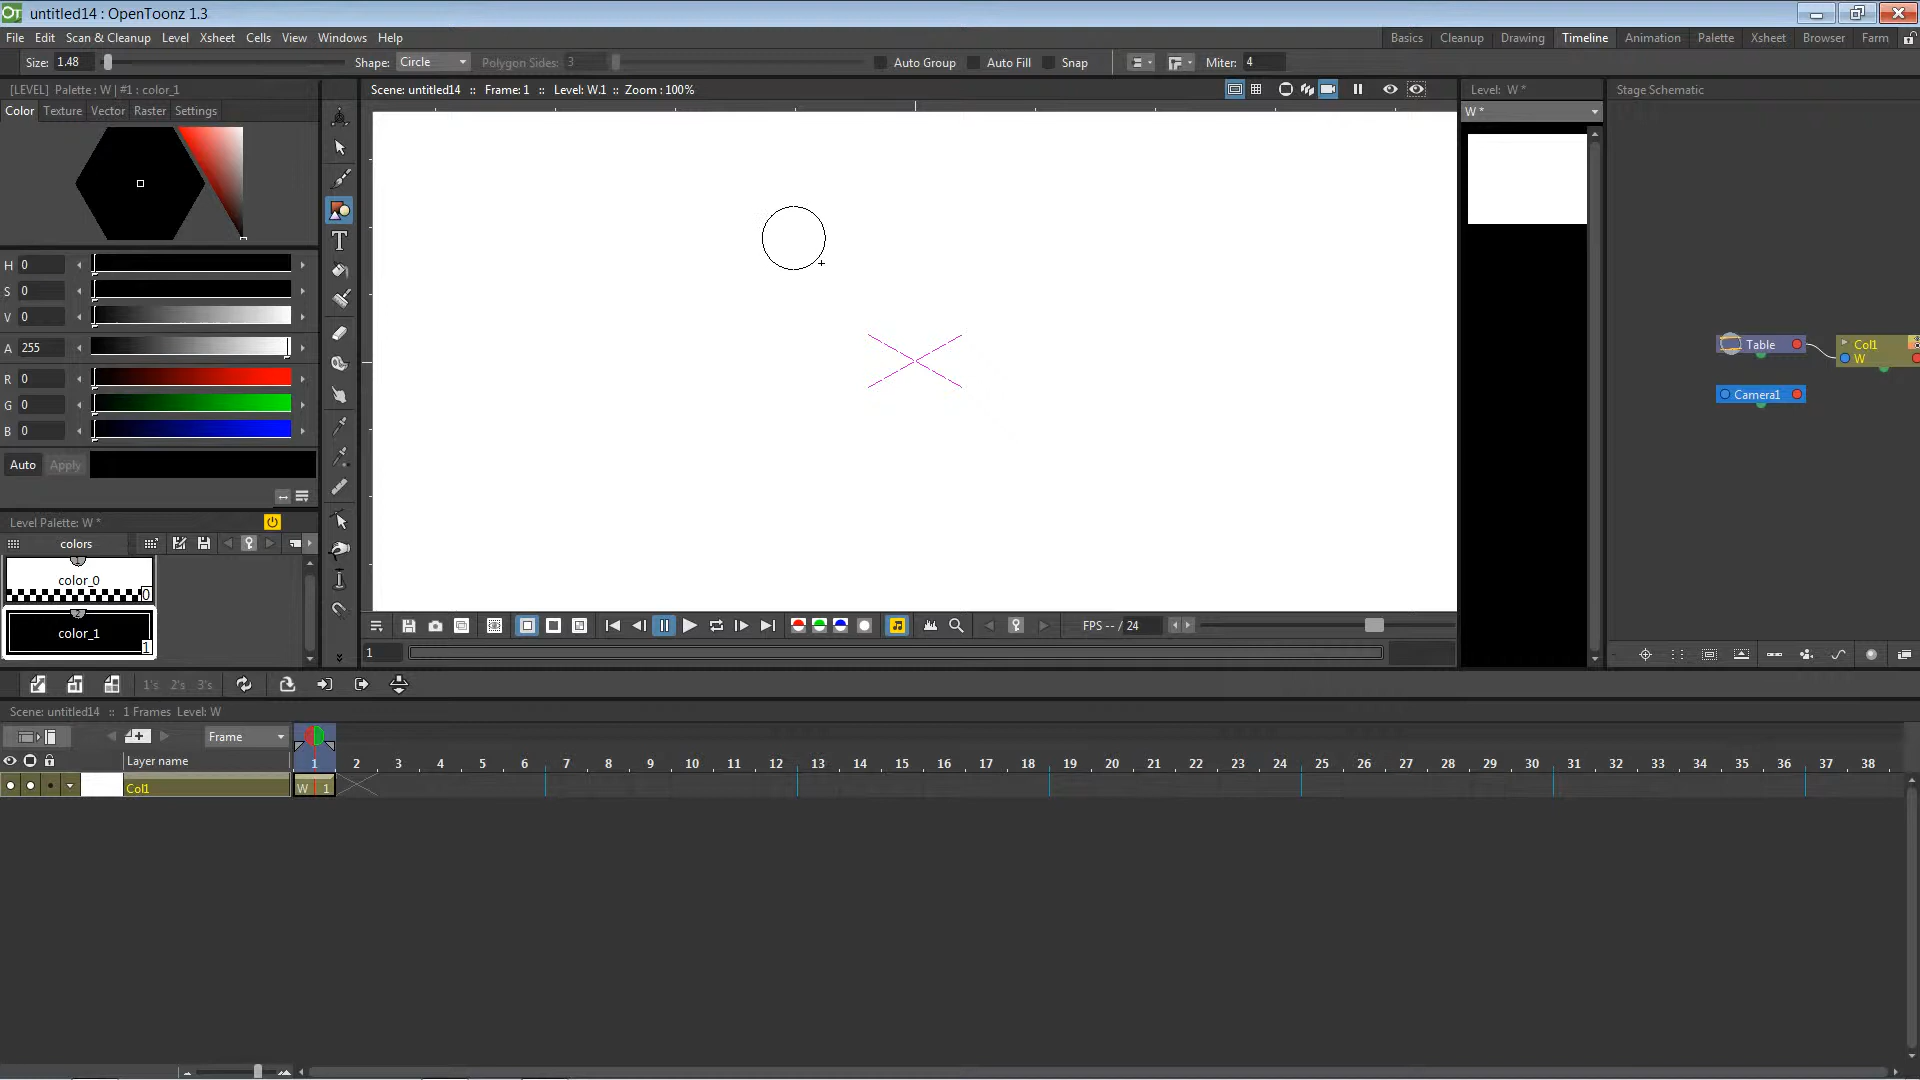 untitled14 : OpenToonz 1.3
File Edit Scan & Cleanup Level Xsheet Cells View Windows Help
Basics Cleanup Drawing Timeline Animation Palette Xsheet Browser Farm
Size: 1.48 Shape: Circle Polygon Sides: 3 Auto Group Auto Fill Snap Miter: 4
[LEVEL] Palette : W | #1 : color_1
Scene: untitled14 :: Frame: 1 :: Level: W.1 :: Zoom : 100%
Level: W *
Stage Schematic
Color Texture Vector Raster Settings
W *
H 0
S 0
V 0
A 255
R 0
G 0
B 0
Table
Col1
W
Camera1
Auto Apply
Level Palette: W *
colors
color_0
0
color_1
1
FPS -- / 24
1
1's 2's 3's
Scene: untitled14 :: 1 Frames Level: W
Frame
Layer name
1 2 3 4 5 6 7 8 9 10 11 12 13 14 15 16 17 18 19 20 21 22 23 24 25 26 27 28 29 30 31 32 33 34 35 36 37 38
Col1
W 1